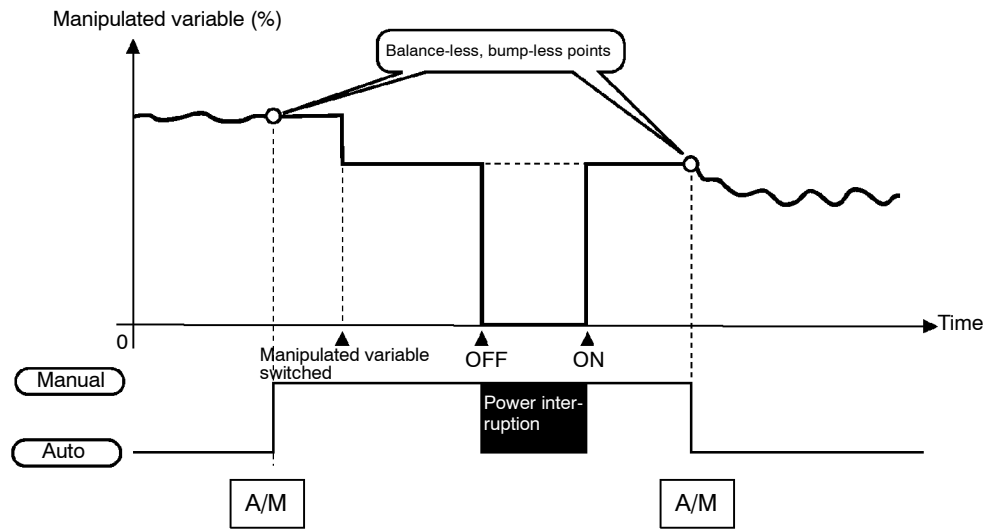 Manipulated variable (%)
Balance-less, bump-less points
0
Time
Manipulated variable
switched
OFF
ON
Manual
Power inter-
ruption
Auto
A/M
A/M